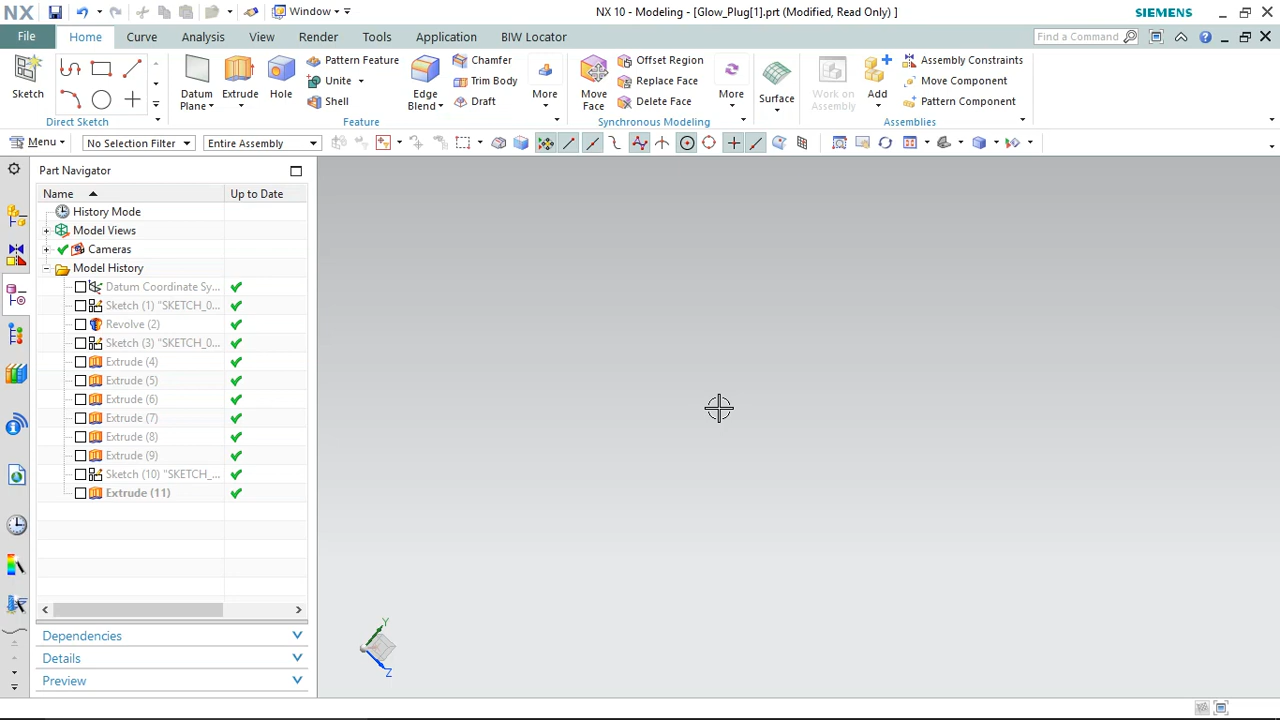 NX Window NX 10 - Modeling - [Glow_Plug[1].prt (Modified, Read Only) ] SIEMENS
File Home Curve Analysis View Tools Render Application BIW Locator Find a Command
Sketch
Direct Sketch
Datum Plane
Extrude
Hole
Pattern Feature
Unite
Shell
Edge Blend
Chamfer
Trim Body
Draft
More
Feature
Move Face
Offset Region
Replace Face
Delete Face
More
Synchronous Modeling
Surface
Work on Assembly
Add
Assembly Constraints
Move Component
Pattern Component
Assemblies
Menu No Selection Filter Entire Assembly
Part Navigator
Name Up to Date
History Mode
Model Views
Cameras
Model History
Datum Coordinate Sy...
Sketch (1) "SKETCH_0...
Revolve (2)
Sketch (3) "SKETCH_0...
Extrude (4)
Extrude (5)
Extrude (6)
Extrude (7)
Extrude (8)
Extrude (9)
Sketch (10) "SKETCH_...
Extrude (11)
Dependencies
Details
Preview
Y
Z